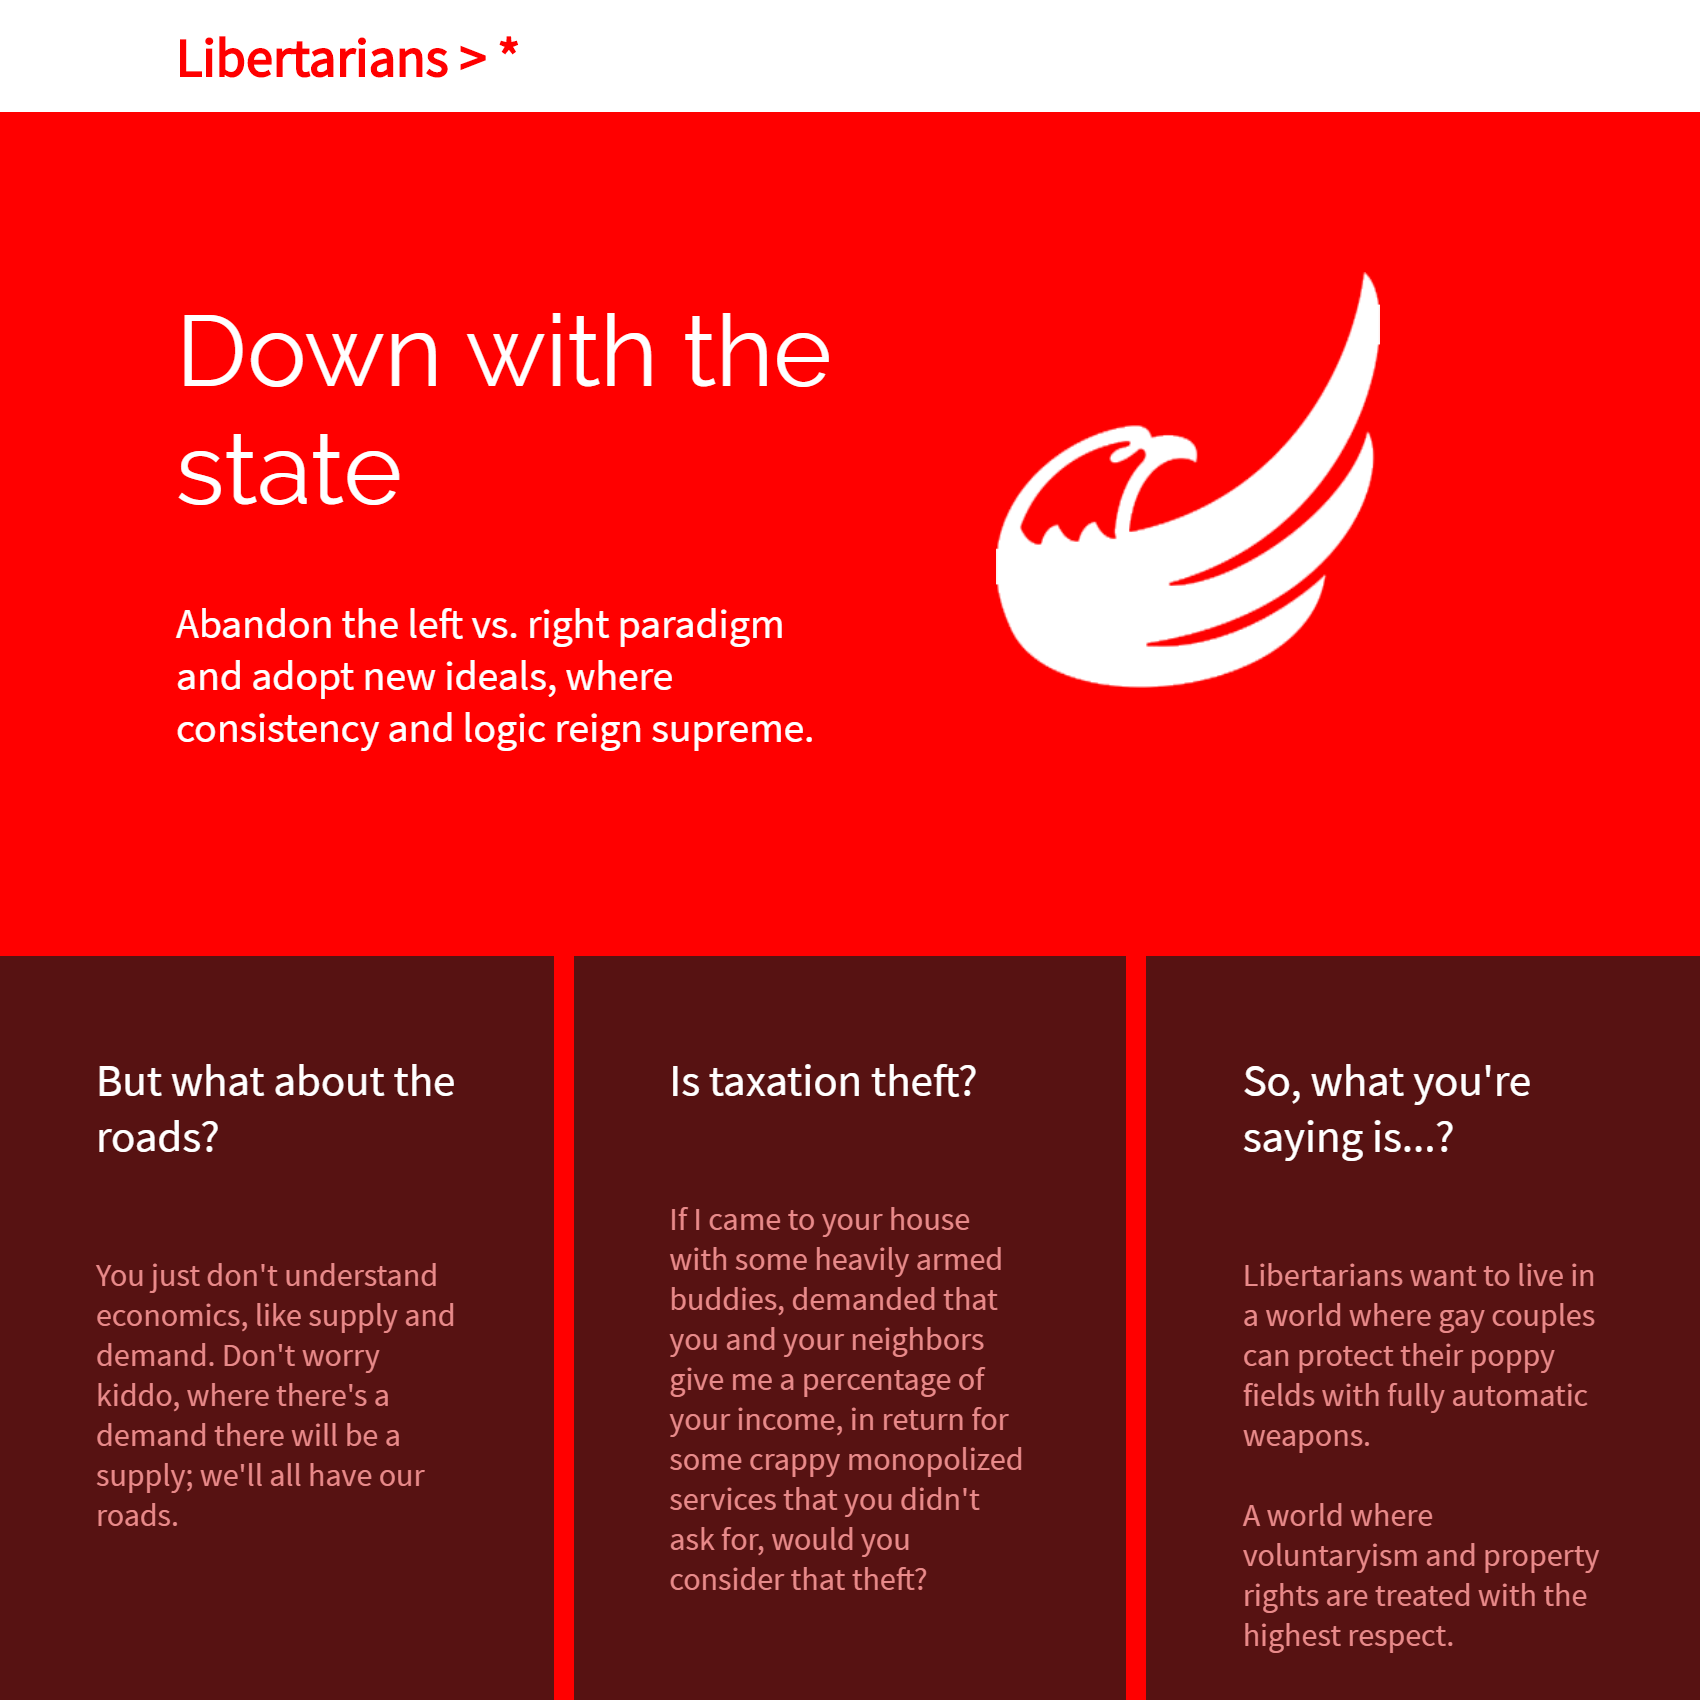 Libertarians > *
Down with the
state
Abandon the left vs. right paradigm
and adopt new ideals, where
consistency and logic reign supreme.
But what about the
roads?
You just don't understand
economics, like supply and
demand. Don't worry
kiddo, where there's a
demand there will be a
supply; we'll all have our
roads.
Is taxation theft?
If I came to your house
with some heavily armed
buddies, demanded that
you and your neighbors
give me a percentage of
your income, in return for
some crappy monopolized
services that you didn't
ask for, would you
consider that theft?
So, what you're
saying is...?
Libertarians want to live in
a world where gay couples
can protect their poppy
fields with fully automatic
weapons.
A world where
voluntaryism and property
rights are treated with the
highest respect.